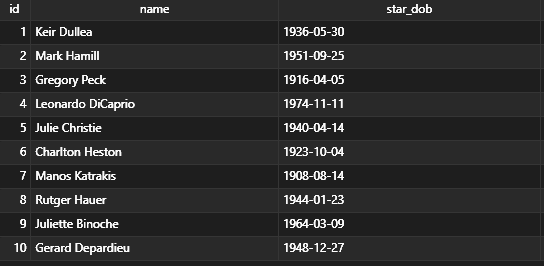 id name star_dob
1 Keir Dullea 1936-05-30
2 Mark Hamill 1951-09-25
3 Gregory Peck 1916-04-05
4 Leonardo DiCaprio 1974-11-11
5 Julie Christie 1940-04-14
6 Charlton Heston 1923-10-04
7 Manos Katrakis 1908-08-14
8 Rutger Hauer 1944-01-23
9 Juliette Binoche 1964-03-09
10 Gerard Depardieu 1948-12-27